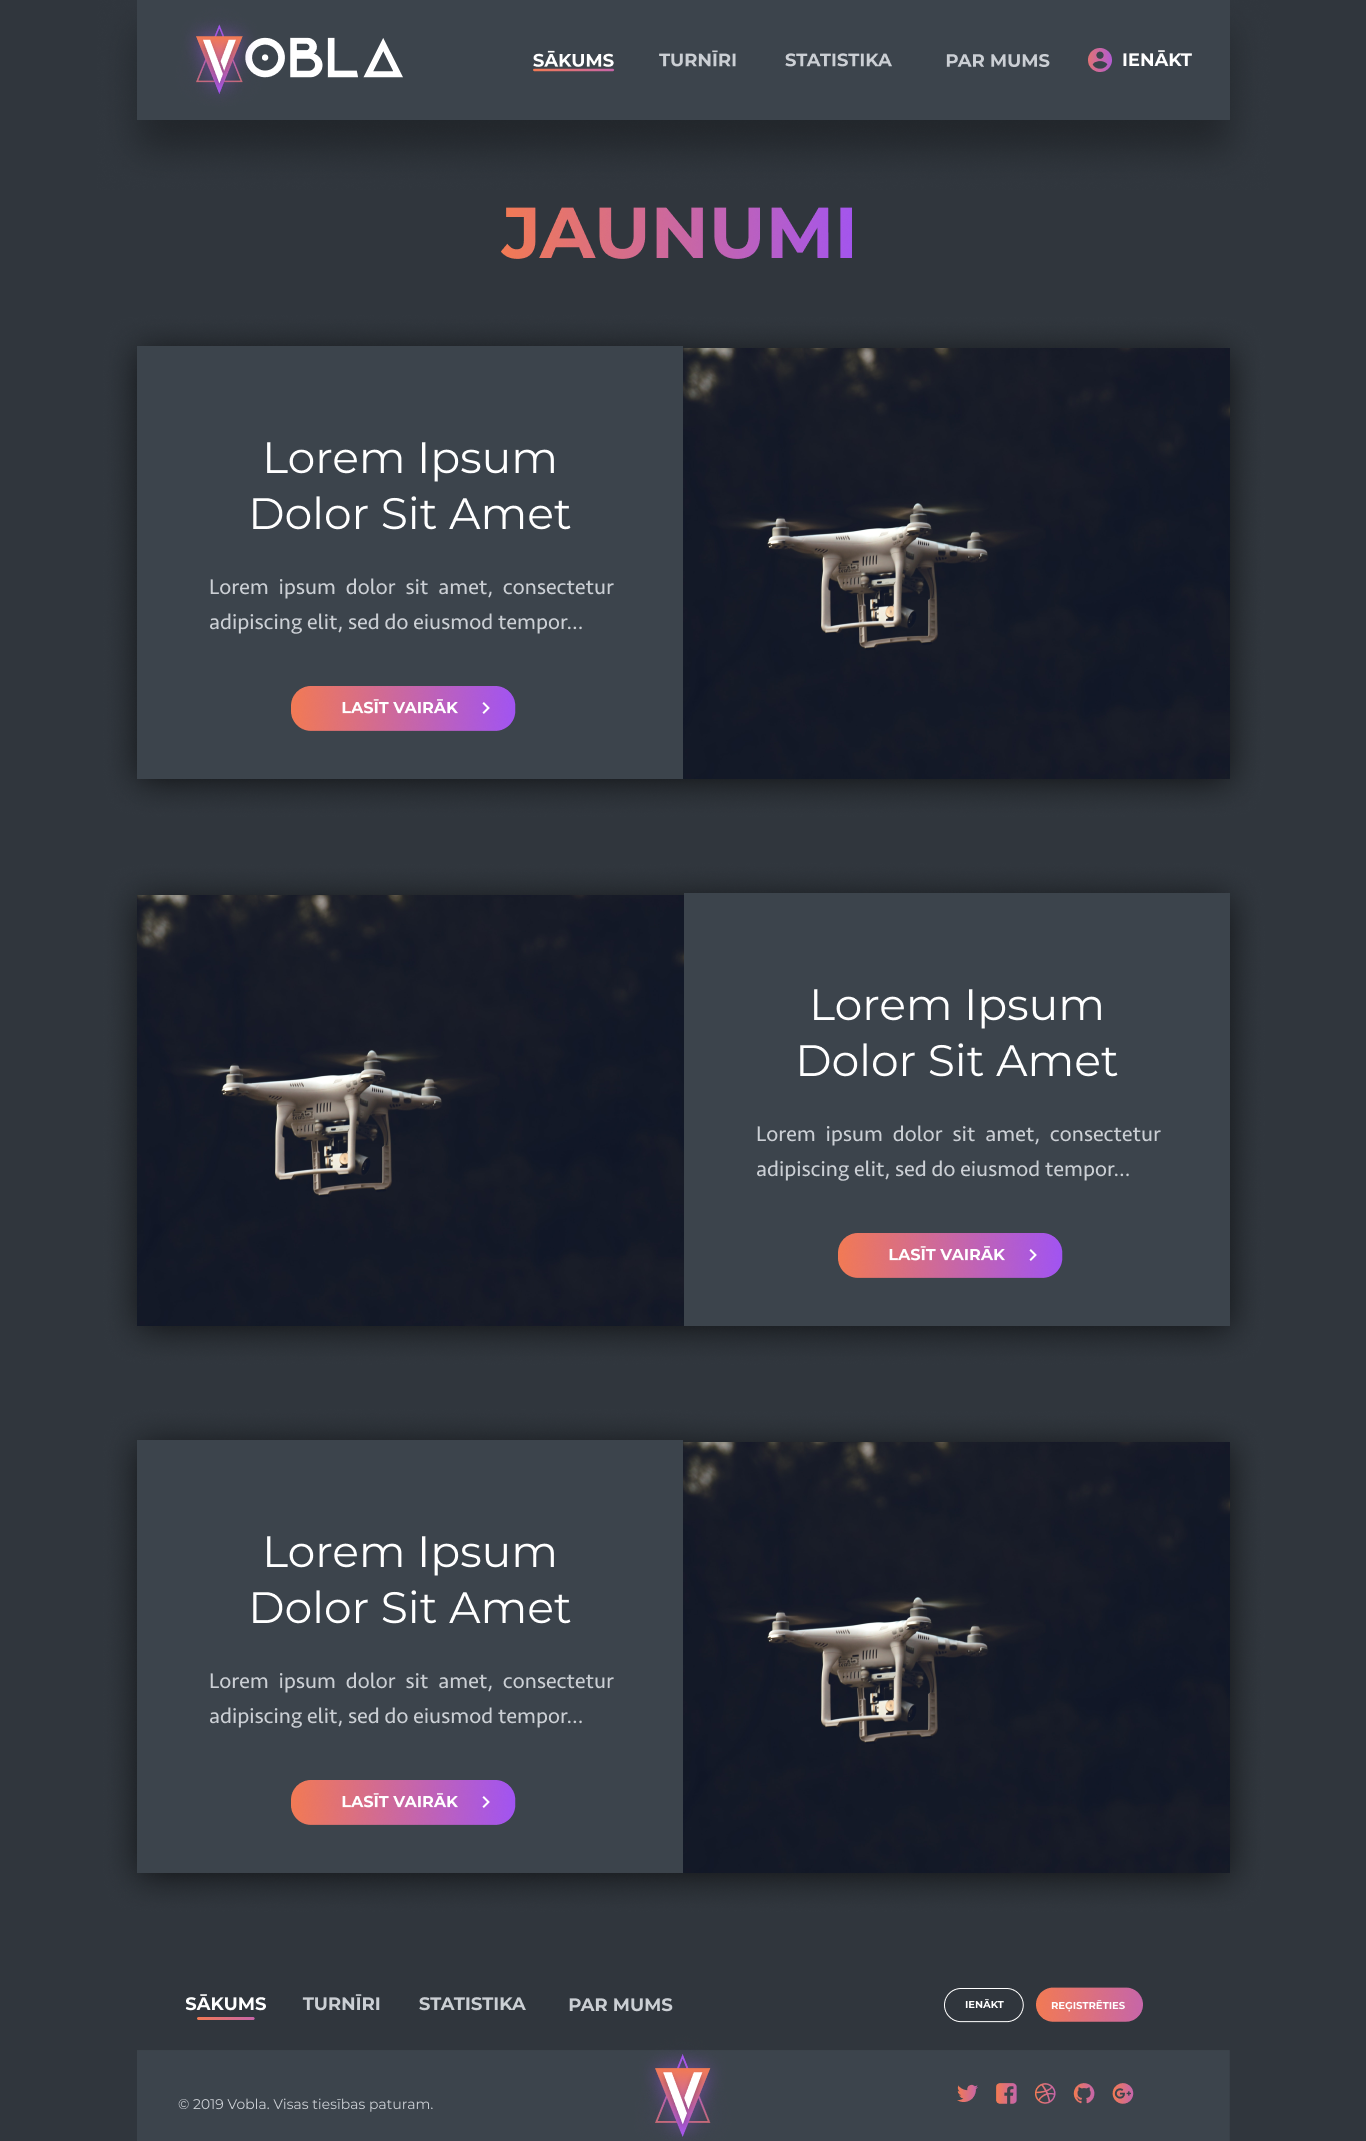 VOBLA
SĀKUMS TURNĪRI STATISTIKA PAR MUMS IENĀKT
JAUNUMI
Lorem Ipsum
Dolor Sit Amet
Lorem ipsum dolor sit amet, consectetur
adipiscing elit, sed do eiusmod tempor...
LASĪT VAIRĀK
Lorem Ipsum
Dolor Sit Amet
Lorem ipsum dolor sit amet, consectetur
adipiscing elit, sed do eiusmod tempor...
LASĪT VAIRĀK
Lorem Ipsum
Dolor Sit Amet
Lorem ipsum dolor sit amet, consectetur
adipiscing elit, sed do eiusmod tempor...
LASĪT VAIRĀK
SĀKUMS TURNĪRI STATISTIKA PAR MUMS IENĀKT REĢISTRĒTIES
V
© 2019 Vobla. Visas tiesības paturam.